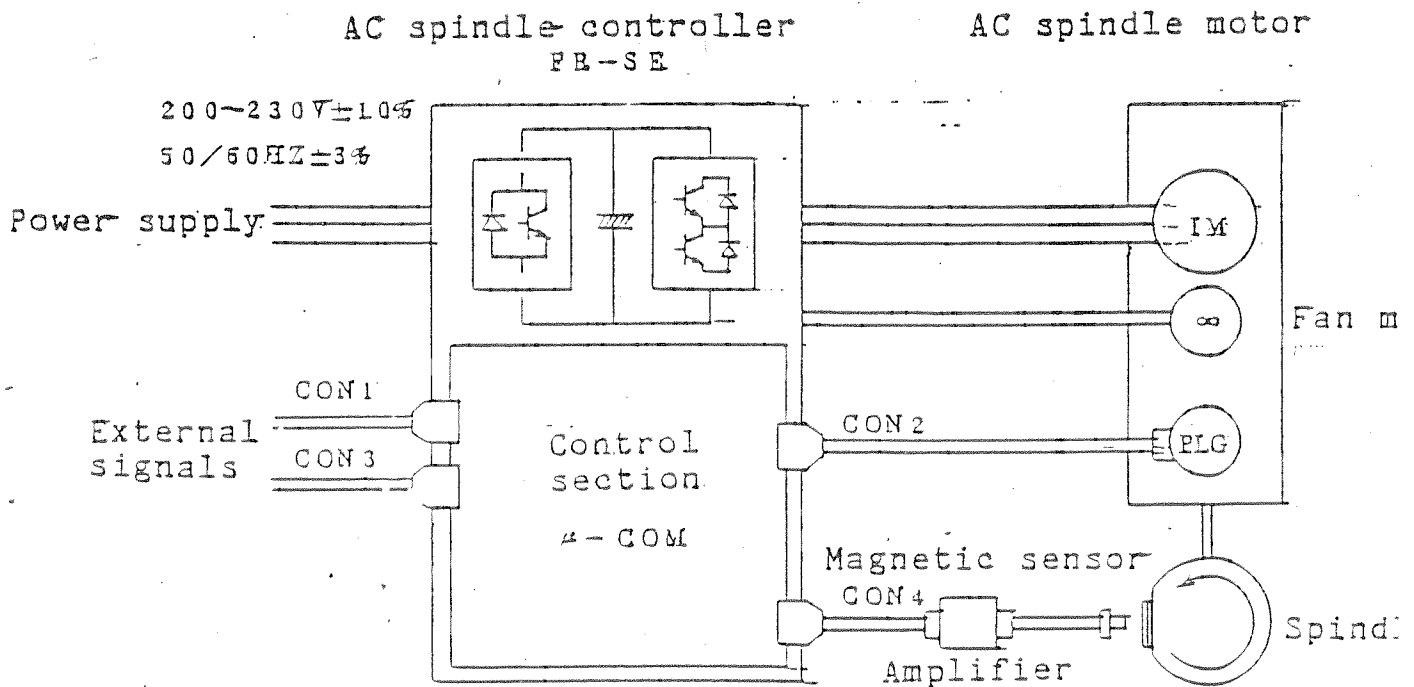 AC spindle controller
FR-SE
AC spindle motor
200~230V±10%
50/60HZ±3%
Power supply
IM
∞
Fan m
CON1
External
signals
CON3
Control
section
μ-COM
CON2
PLG
Magnetic sensor
CON4
Amplifier
Spindl